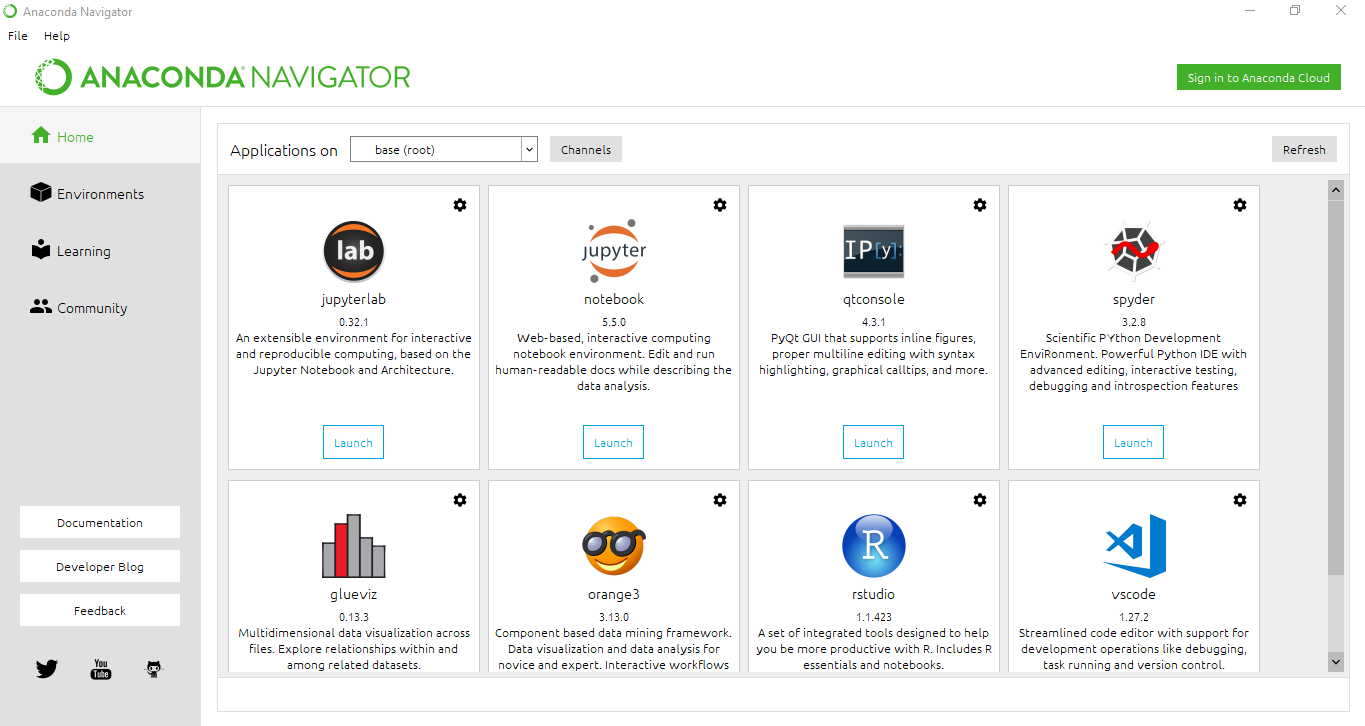 Anaconda Navigator
File Help
ANACONDA NAVIGATOR
Sign in to Anaconda Cloud
Home
Environments
Learning
Community
Documentation
Developer Blog
Feedback
You
Tube
Applications on base (root) Channels Refresh
lab
jupyterlab
0.32.1
An extensible environment for interactive
and reproducible computing, based on the
Jupyter Notebook and Architecture.
Launch
jupyter
notebook
5.5.0
Web-based, interactive computing
notebook environment. Edit and run
human-readable docs while describing the
data analysis.
Launch
IP[y]:
qtconsole
4.3.1
PyQt GUI that supports inline figures,
proper multiline editing with syntax
highlighting, graphical calltips, and more.
Launch
spyder
3.2.8
Scientific PYthon Development
EnviRonment. Powerful Python IDE with
advanced editing, interactive testing,
debugging and introspection features
Launch
glueviz
0.13.3
Multidimensional data visualization across
files. Explore relationships within and
among related datasets.
orange3
3.13.0
Component based data mining framework.
Data visualization and data analysis for
novice and expert. Interactive workflows
R
rstudio
1.1.423
A set of integrated tools designed to help
you be more productive with R. Includes R
essentials and notebooks.
vscode
1.27.2
Streamlined code editor with support for
development operations like debugging,
task running and version control.